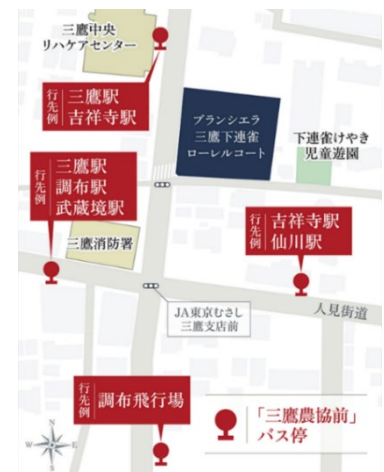 三鷹中央
リハケアセンター
行先例
三鷹駅
吉祥寺駅
ブランシエラ
三鷹下連雀
ローレルコート
下連雀けやき
児童遊園
行先例
三鷹駅
調布駅
武蔵境駅
三鷹消防署
行先例
吉祥寺駅
仙川駅
JA東京むさし
三鷹支店前
人見街道
行先例
調布飛行場
「三鷹農協前」
バス停
N
W
E
S